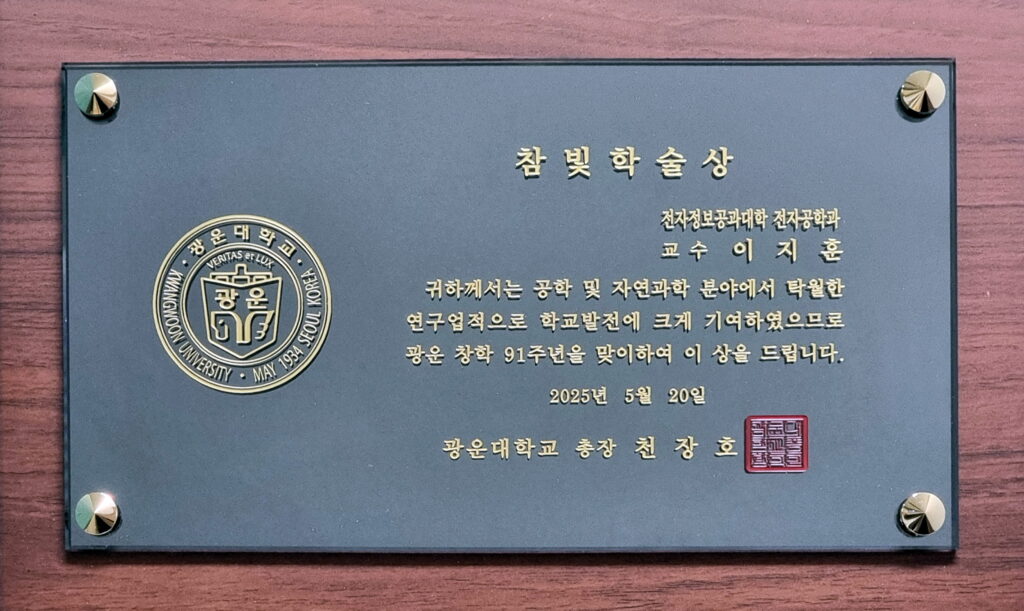 참빛학술상
전자정보공과대학 전자공학과
교수 이지훈
귀하께서는 공학 및 자연과학 분야에서 탁월한
연구업적으로 학교발전에 크게 기여하였으므로
광운 창학 91주년을 맞이하여 이 상을 드립니다.
2025년 5월 20일
광운대학교 총장 천장호
· 광운대학교 ·
VERITAS et LUX
광운
KWANGWOON UNIVERSITY · MAY 1934 SEOUL KOREA